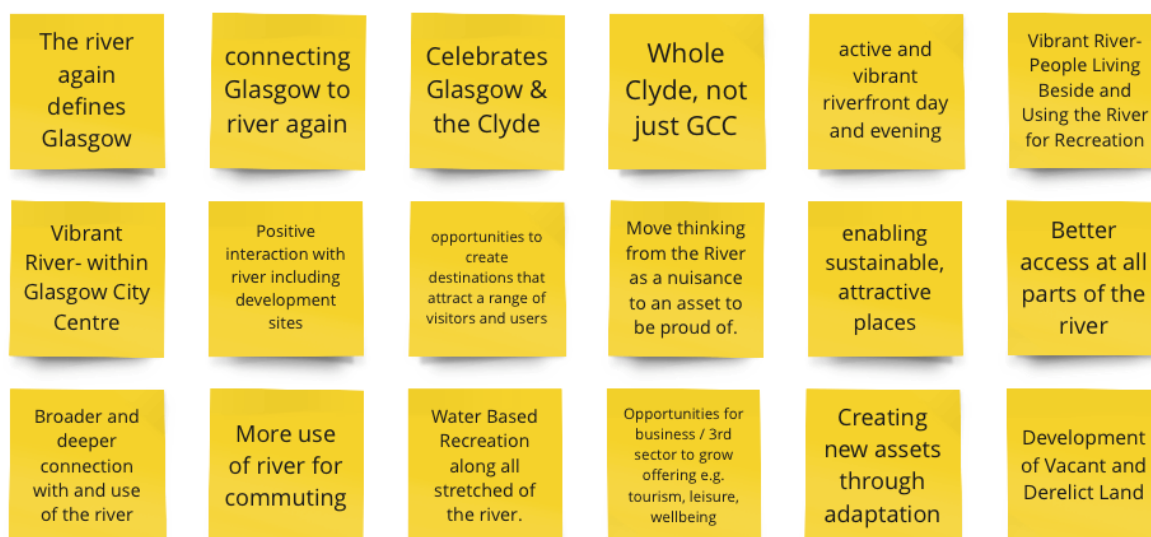 The river
again
defines
Glasgow
connecting
Glasgow to
river again
Celebrates
Glasgow &
the Clyde
Whole
Clyde, not
just GCC
active and
vibrant
riverfront day
and evening
Vibrant River-
People Living
Beside and
Using the River
for Recreation
Vibrant
River- within
Glasgow City
Centre
Positive
interaction with
river including
development
sites
opportunities to
create
destinations that
attract a range of
visitors and users
Move thinking
from the River
as a nuisance
to an asset to
be proud of.
enabling
sustainable,
attractive
places
Better
access at all
parts of the
river
Broader and
deeper
connection
with and use
of the river
More use
of river for
commuting
Water Based
Recreation
along all
stretched of
the river.
Opportunities for
business / 3rd
sector to grow
offering e.g.
tourism, leisure,
wellbeing
Creating
new assets
through
adaptation
Development
of Vacant and
Derelict Land